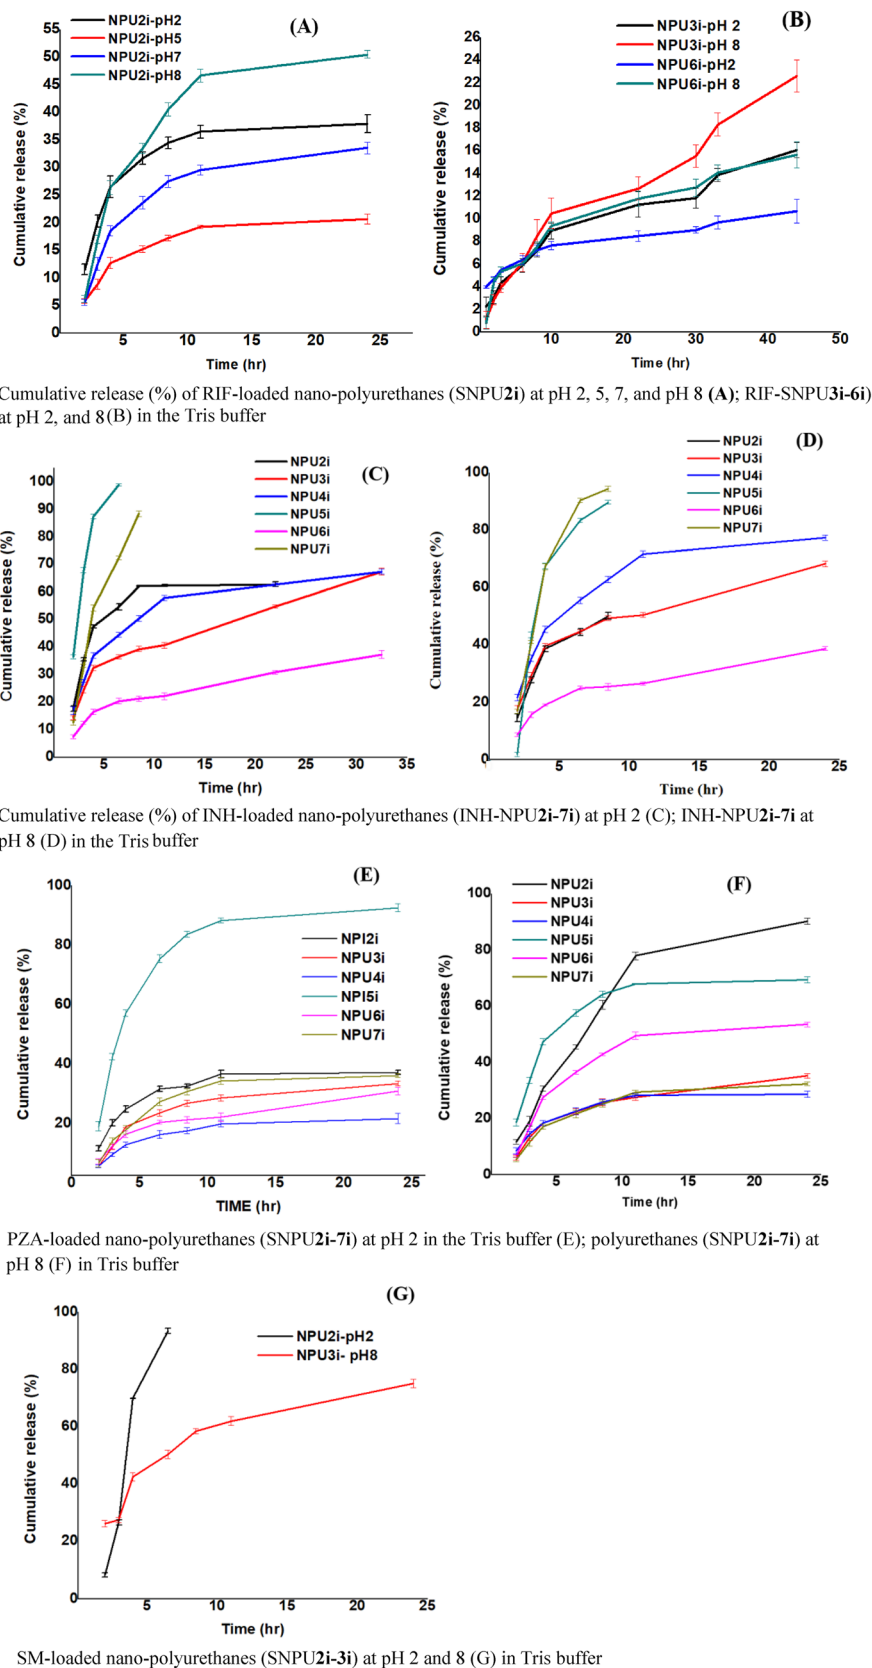 (A)
NPU2i-pH2
NPU2i-pH5
NPU2i-pH7
NPU2i-pH8
Cumulative release (%)
55
50
45
40
35
30
25
20
15
10
5
0
5 10 15 20 25
Time (hr)
(B)
NPU3i-pH 2
NPU3i-pH 8
NPU6i-pH2
NPU6i-pH 8
Cumulative release (%)
26
24
22
20
18
16
14
12
10
8
6
4
2
0
10 20 30 40 50
Time (hr)
Cumulative release (%) of RIF-loaded nano-polyurethanes (SNPU2i) at pH 2, 5, 7, and pH 8 (A); RIF-SNPU3i-6i)
at pH 2, and 8(B) in the Tris buffer
(C)
NPU2i
NPU3i
NPU4i
NPU5i
NPU6i
NPU7i
Cumulative release (%)
100
90
80
70
60
50
40
30
20
10
0
5 10 15 20 25 30 35
Time (hr)
(D)
NPU2i
NPU3i
NPU4i
NPU5i
NPU6i
NPU7i
Cumulative release (%)
100
80
60
40
20
0
5 10 15 20 25
Time (hr)
Cumulative release (%) of INH-loaded nano-polyurethanes (INH-NPU2i-7i) at pH 2 (C); INH-NPU2i-7i at
pH 8 (D) in the Tris buffer
(E)
NPI2i
NPU3i
NPU4i
NPI5i
NPU6i
NPU7i
Cumulative release (%)
100
80
60
40
20
0 5 10 15 20 25
TIME (hr)
(F)
NPU2i
NPU3i
NPU4i
NPU5i
NPU6i
NPU7i
Cumulative release (%)
100
80
60
40
20
0
5 10 15 20 25
Time (hr)
PZA-loaded nano-polyurethanes (SNPU2i-7i) at pH 2 in the Tris buffer (E); polyurethanes (SNPU2i-7i) at
pH 8 (F) in Tris buffer
(G)
NPU2i-pH2
NPU3i- pH8
Cumulative release (%)
100
80
60
40
20
0
5 10 15 20 25
Time (hr)
SM-loaded nano-polyurethanes (SNPU2i-3i) at pH 2 and 8 (G) in Tris buffer